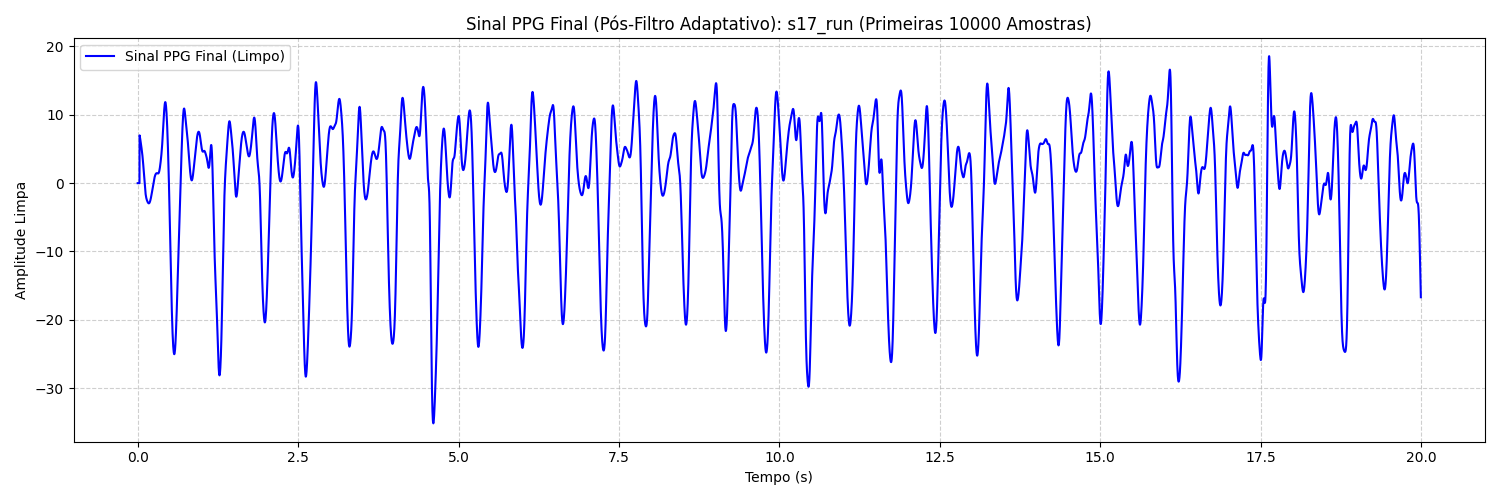 Sinal PPG Final (Pós-Filtro Adaptativo): s17_run (Primeiras 10000 Amostras)
Sinal PPG Final (Limpo)
Amplitude Limpa
20
10
0
−10
−20
−30
0.0 2.5 5.0 7.5 10.0 12.5 15.0 17.5 20.0
Tempo (s)